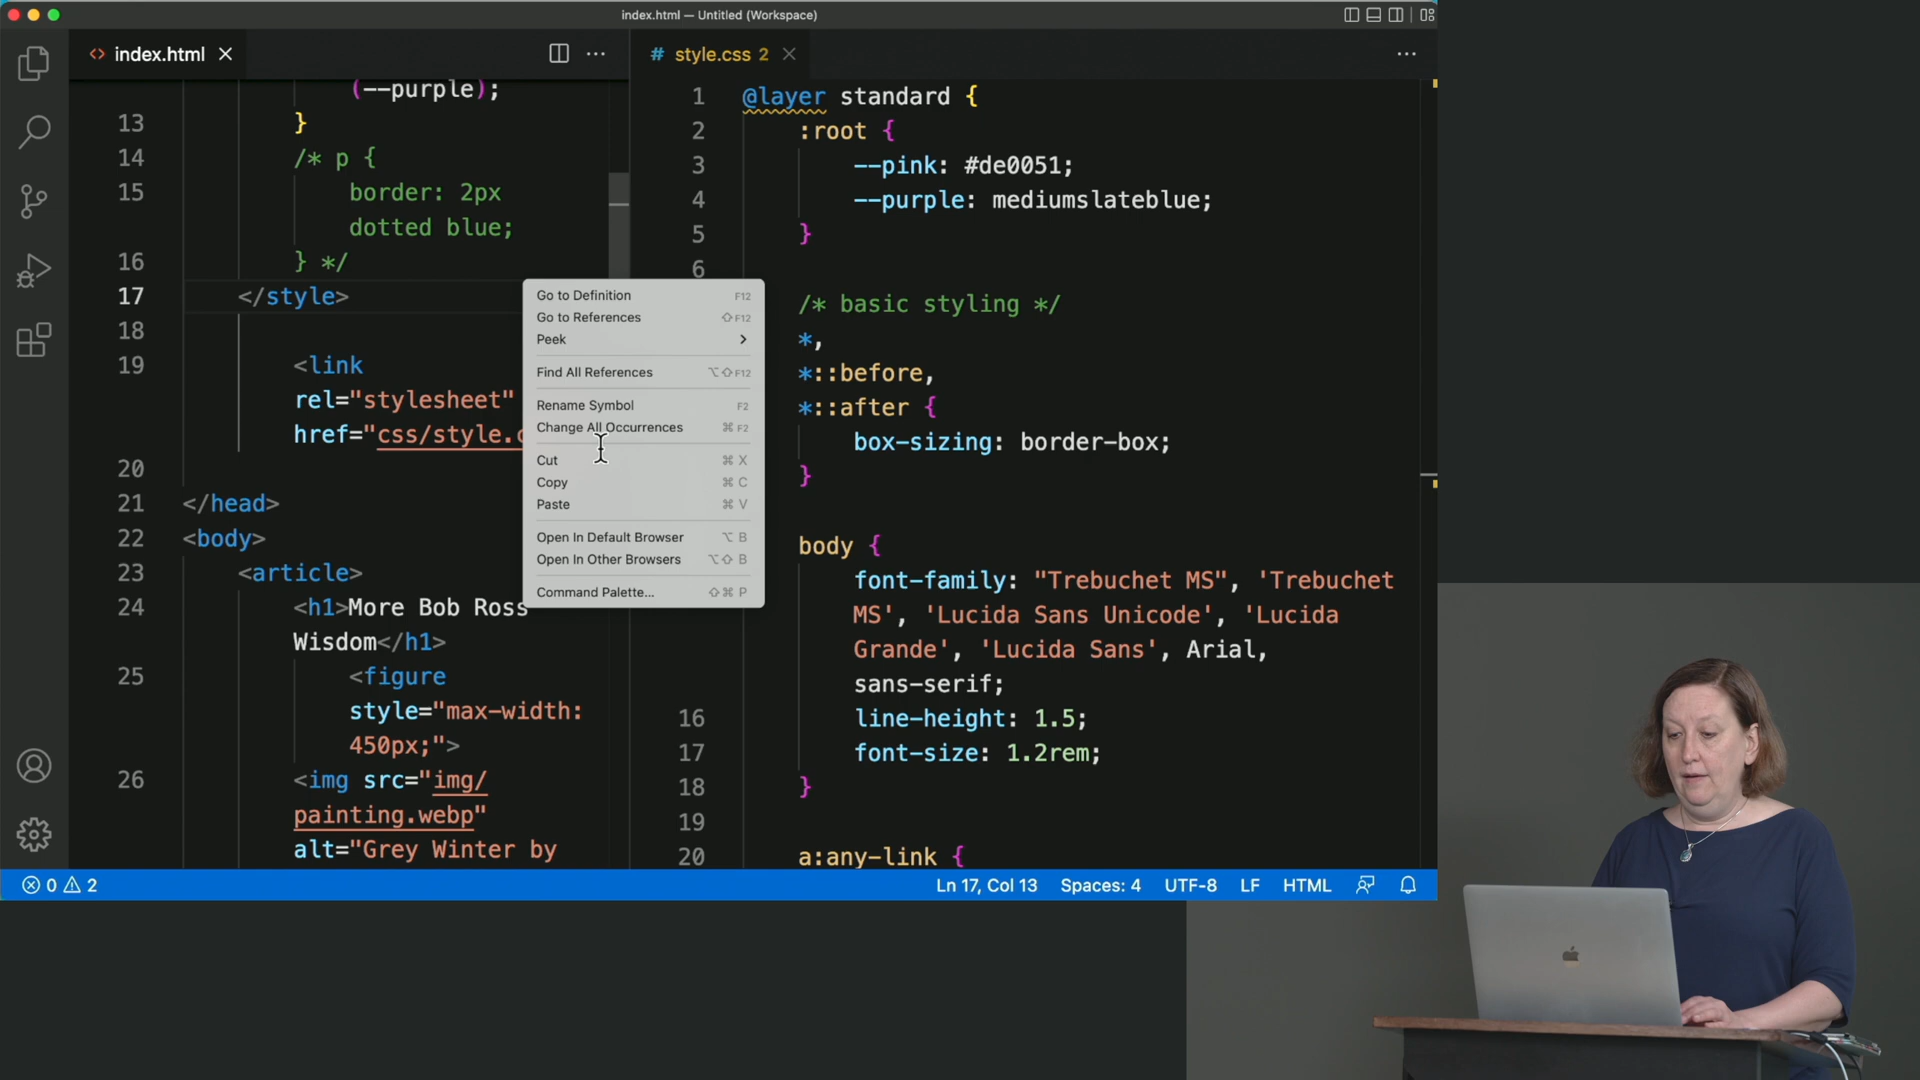 index.html — Untitled (Workspace)
index.html
style.css 2
(--purple);
13 }
14 /* p {
15 border: 2px
dotted blue;
16 } */
17 </style>
18
19 <link
rel="stylesheet"
href="css/style.c
20
21 </head>
22 <body>
23 <article>
24 <h1>More Bob Ross
Wisdom</h1>
25 <figure
style="max-width:
450px;">
26 <img src="img/
painting.webp"
alt="Grey Winter by
Go to Definition F12
Go to References ⇧F12
Peek
Find All References ⌥⇧F12
Rename Symbol F2
Change All Occurrences ⌘F2
Cut ⌘X
Copy ⌘C
Paste ⌘V
Open In Default Browser ⌥B
Open In Other Browsers ⌥⇧B
Command Palette... ⇧⌘P
1 @layer standard {
2 :root {
3 --pink: #de0051;
4 --purple: mediumslateblue;
5 }
6
/* basic styling */
*,
*::before,
*::after {
box-sizing: border-box;
}
body {
font-family: "Trebuchet MS", 'Trebuchet
MS', 'Lucida Sans Unicode', 'Lucida
Grande', 'Lucida Sans', Arial,
sans-serif;
16 line-height: 1.5;
17 font-size: 1.2rem;
18 }
19
20 a:any-link {
0 2
Ln 17, Col 13 Spaces: 4 UTF-8 LF HTML